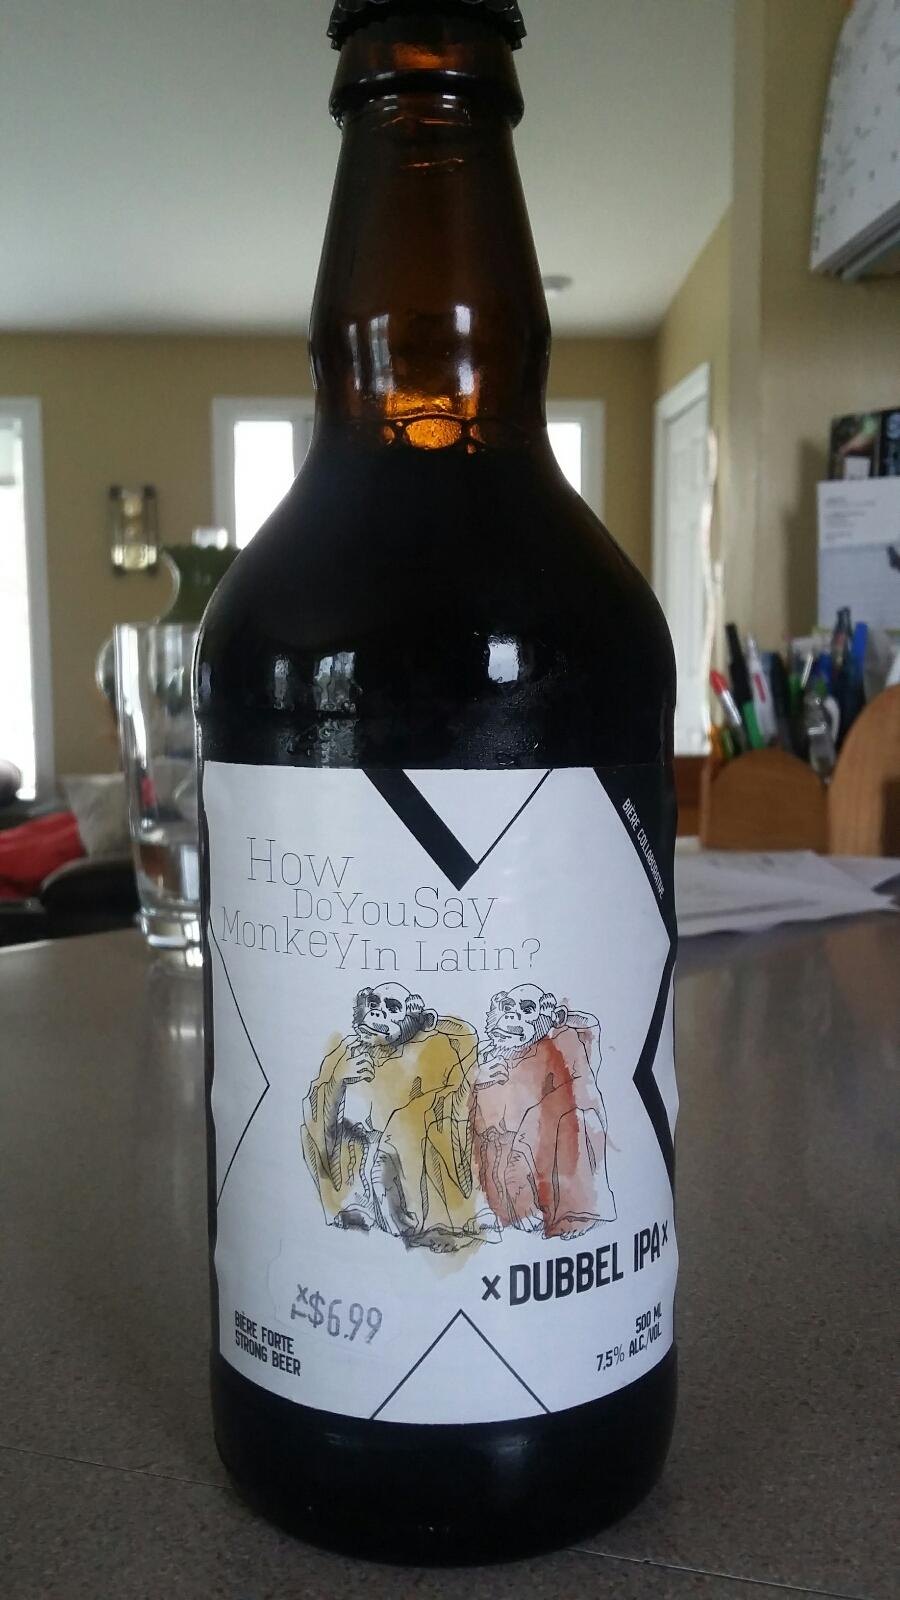 BIÈRE COLLABORATIVE
How
Do You Say
Monkey In Latin?
x DUBBEL IPA x
x $6.99
BIÈRE FORTE
STRONG BEER
500 ML
7,5% ALC./VOL